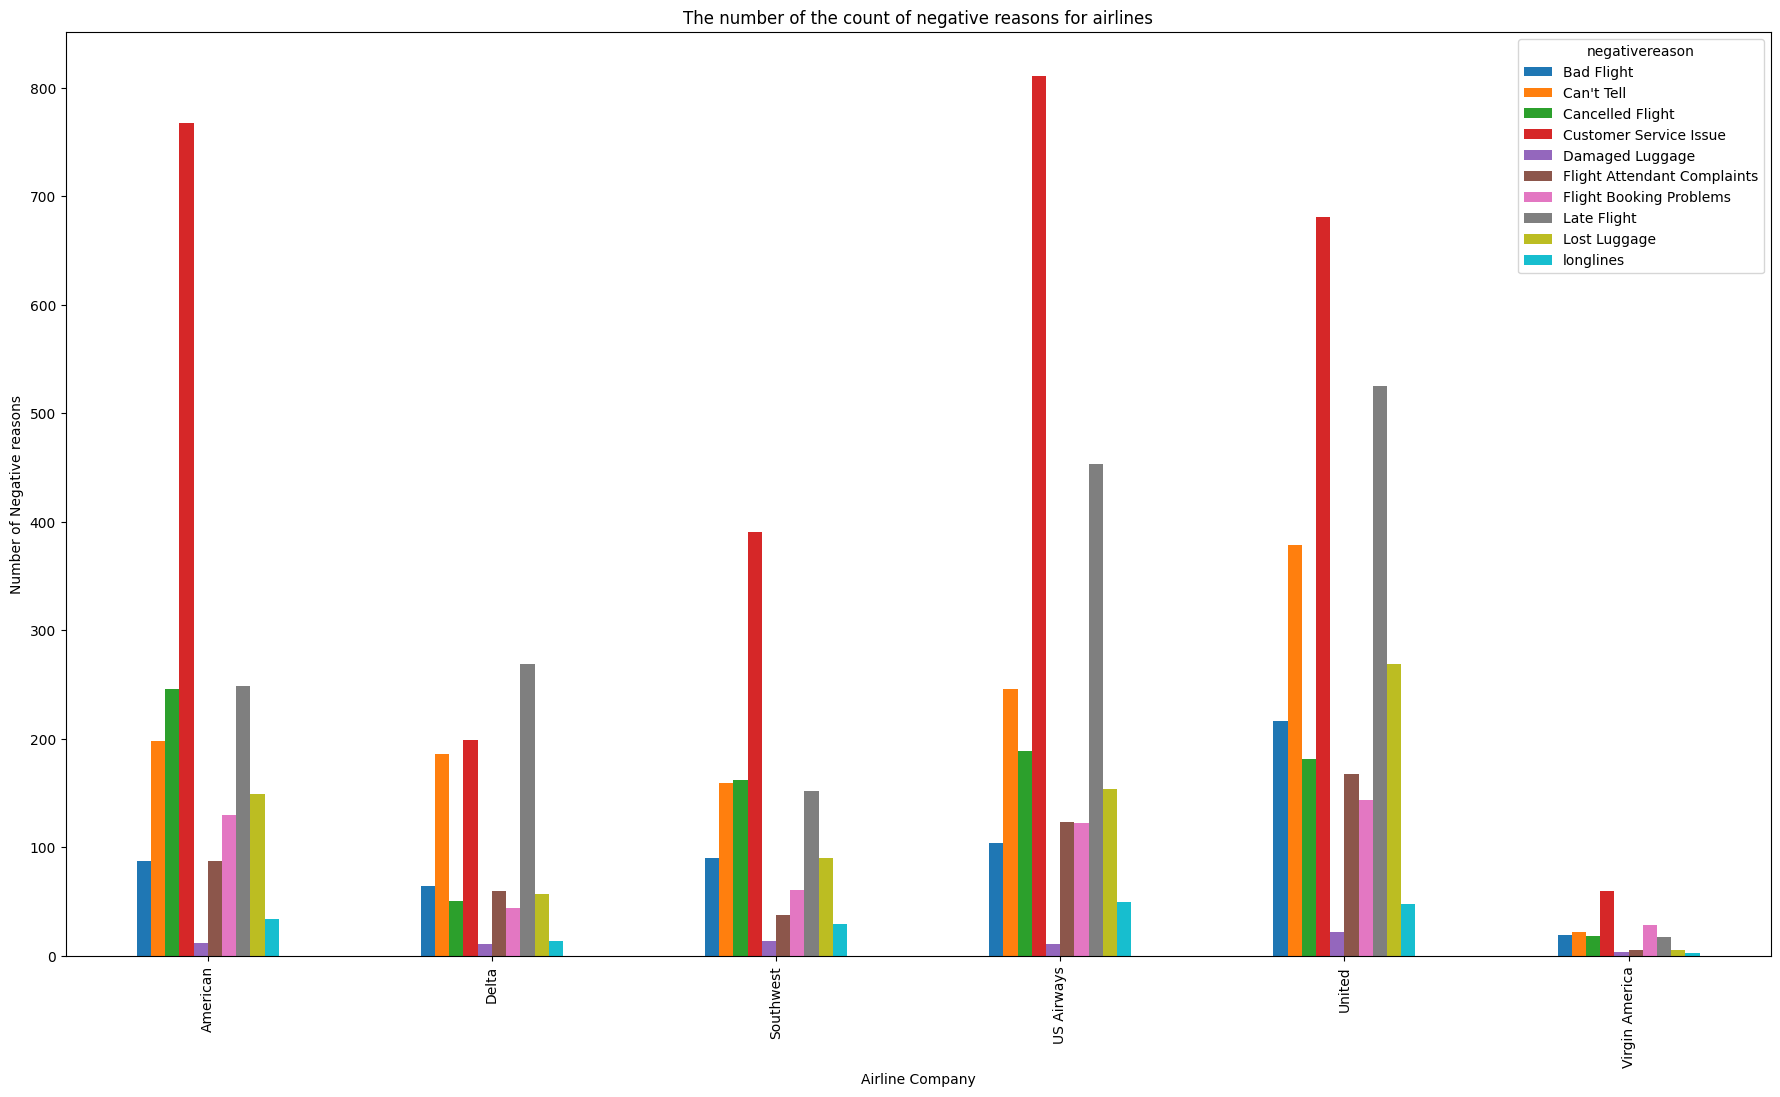 The number of the count of negative reasons for airlines
negativereason
Bad Flight
Can't Tell
Cancelled Flight
Customer Service Issue
Damaged Luggage
Flight Attendant Complaints
Flight Booking Problems
Late Flight
Lost Luggage
longlines
Number of Negative reasons
800
700
600
500
400
300
200
100
0
American
Delta
Southwest
US Airways
United
Virgin America
Airline Company